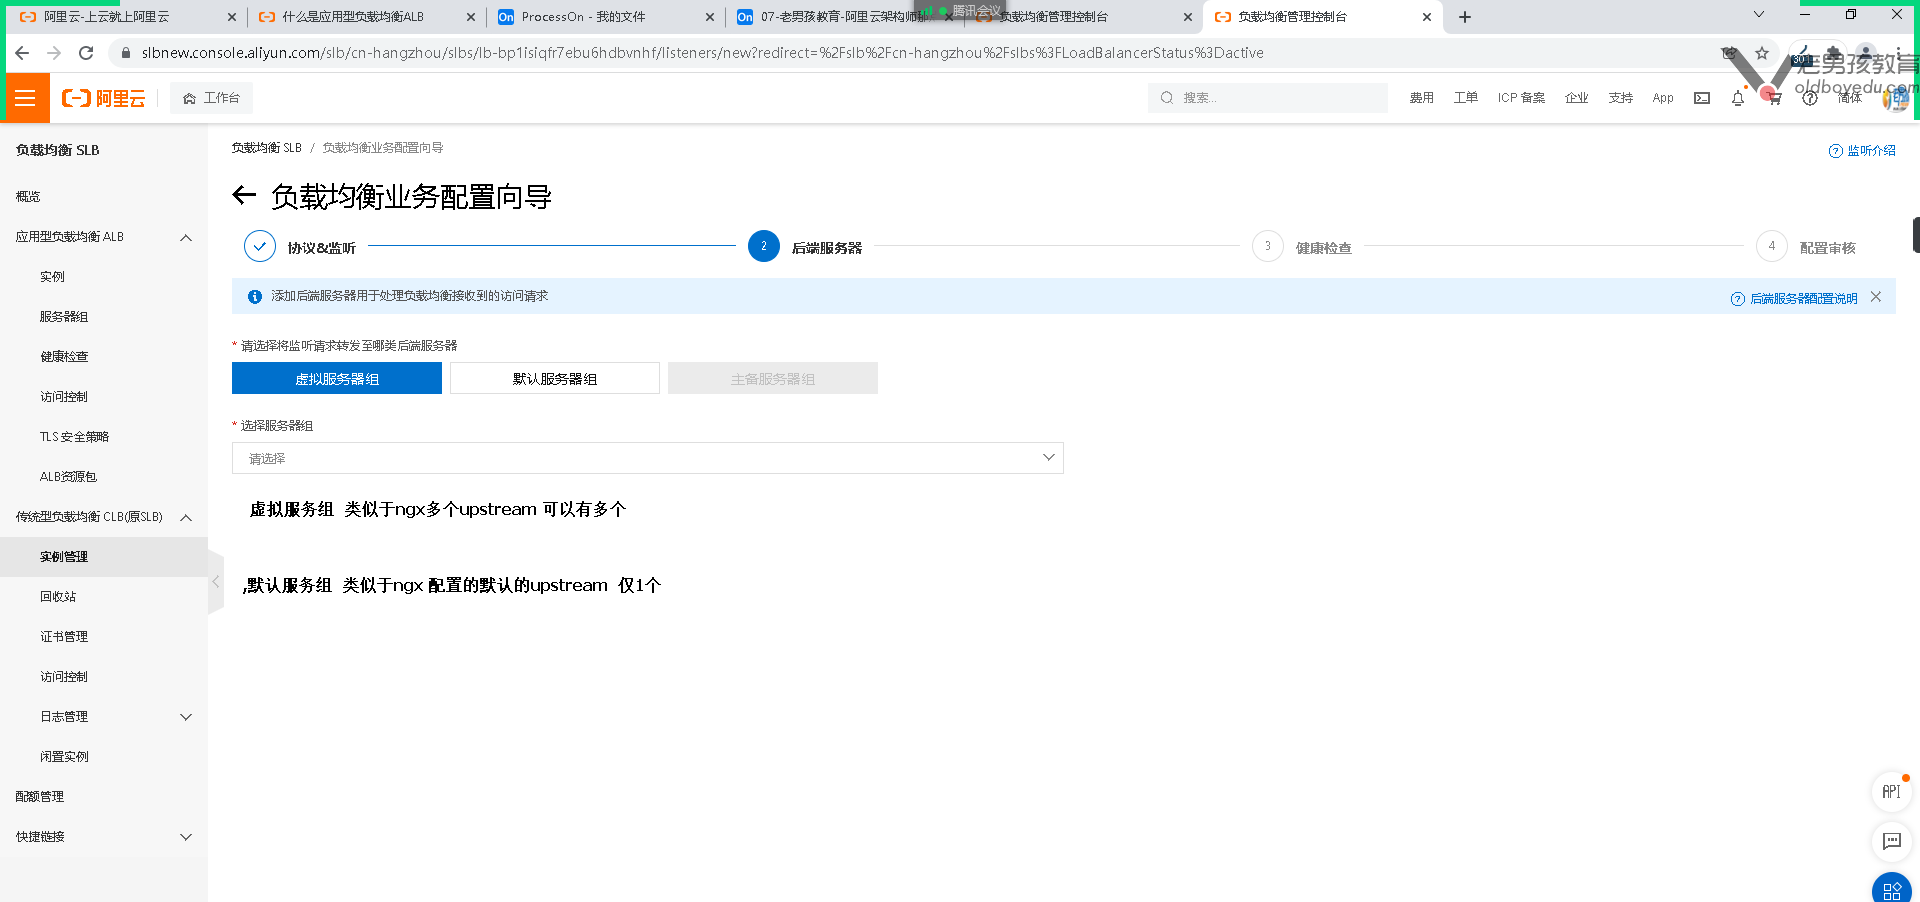 阿里云-上云就上阿里云
什么是应用型负载均衡ALB
On ProcessOn - 我的文件
On 07-老男孩教育-阿里云架构师
腾讯会议
负载均衡管理控制台
负载均衡管理控制台
slbnew.console.aliyun.com/slb/cn-hangzhou/slbs/lb-bp1isiqfr7ebu6hdbvnhf/listeners/new?redirect=%2Fslb%2Fcn-hangzhou%2Fslbs%3FLoadBalancerStatus%3Dactive
老男孩教育
oldboyedu.com
阿里云
工作台
搜索...
费用
工单
ICP 备案
企业
支持
App
简体
负载均衡 SLB
概览
应用型负载均衡 ALB
实例
服务器组
健康检查
访问控制
TLS 安全策略
ALB资源包
传统型负载均衡 CLB(原SLB)
实例管理
回收站
证书管理
访问控制
日志管理
闲置实例
配额管理
快捷链接
负载均衡 SLB / 负载均衡业务配置向导
监听介绍
负载均衡业务配置向导
协议&监听
2 后端服务器
3 健康检查
4 配置审核
添加后端服务器用于处理负载均衡接收到的访问请求
后端服务器配置说明
* 请选择将监听请求转发至哪类后端服务器
虚拟服务器组
默认服务器组
主备服务器组
* 选择服务器组
请选择
虚拟服务组 类似于ngx多个upstream 可以有多个
,默认服务组 类似于ngx 配置的默认的upstream 仅1个
API